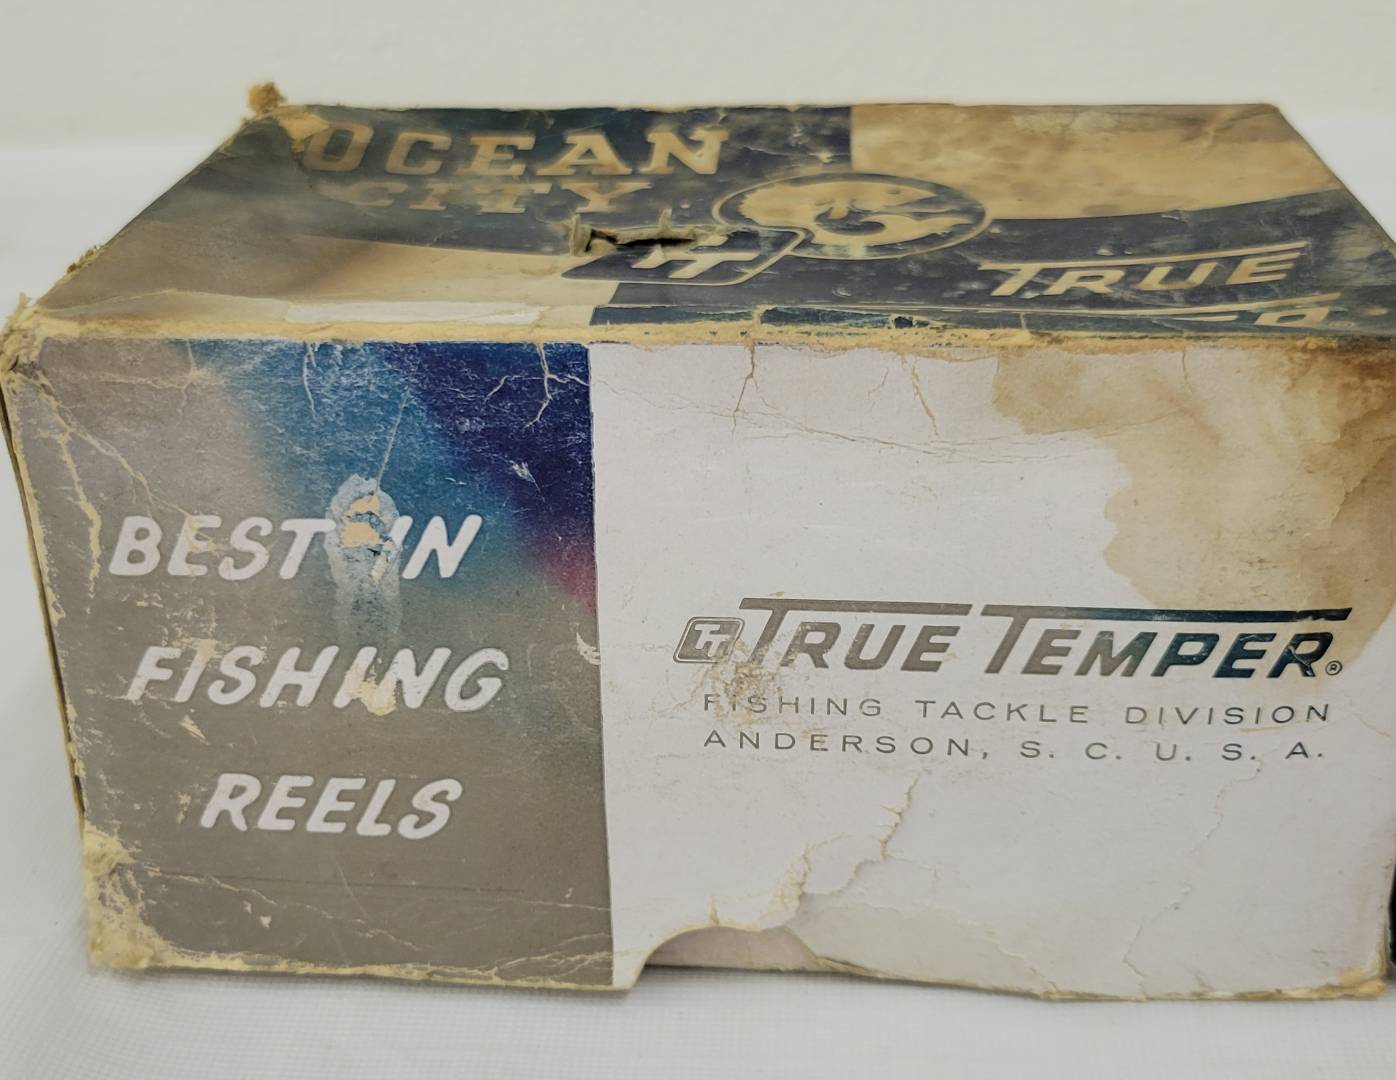 OCEAN
CITY
TT
TRUE
BEST IN
FISHING
REELS
TT TRUE TEMPER®
FISHING TACKLE DIVISION
ANDERSON, S. C. U. S. A.